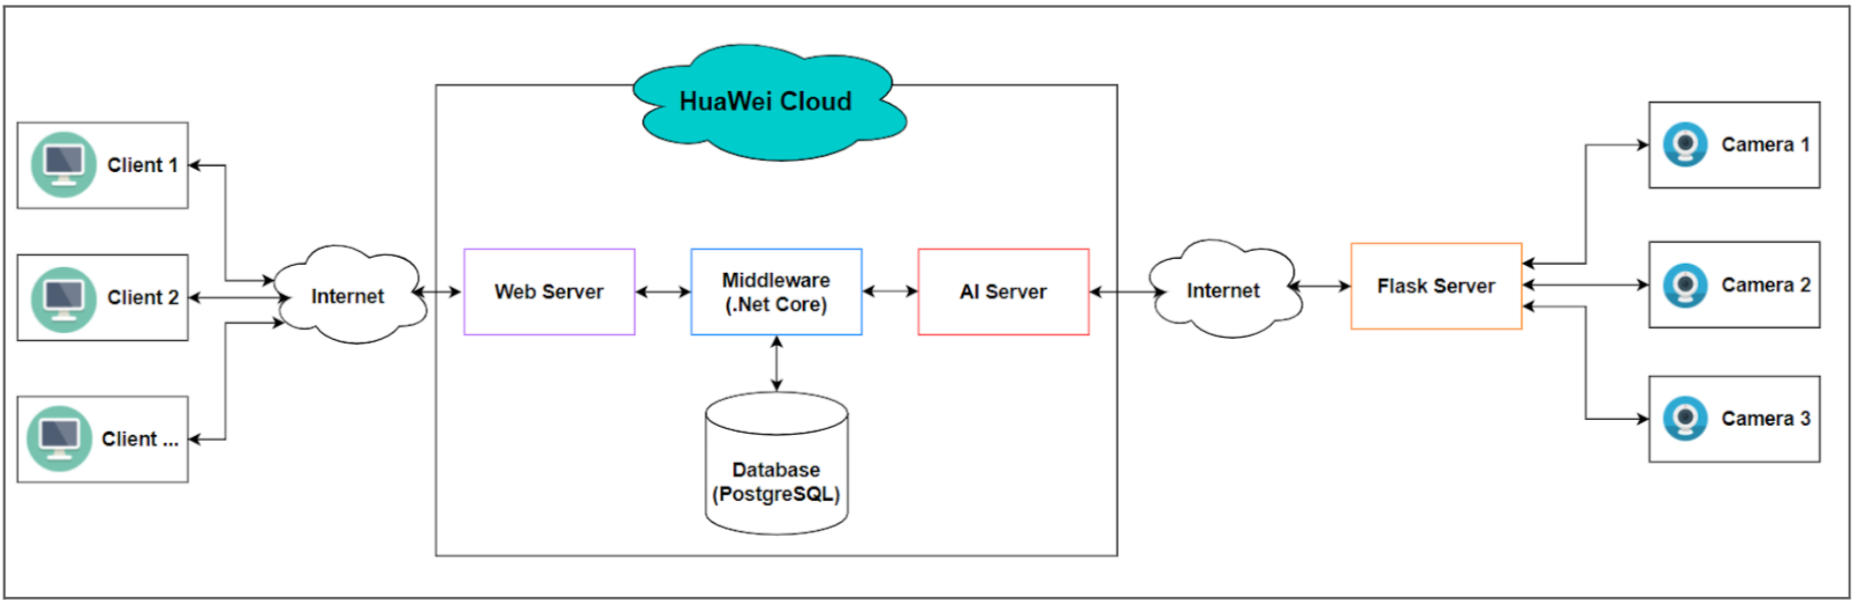 HuaWei Cloud
Client 1
Client 2
Client ...
Internet
Web Server
Middleware
(.Net Core)
AI Server
Database
(PostgreSQL)
Internet
Flask Server
Camera 1
Camera 2
Camera 3